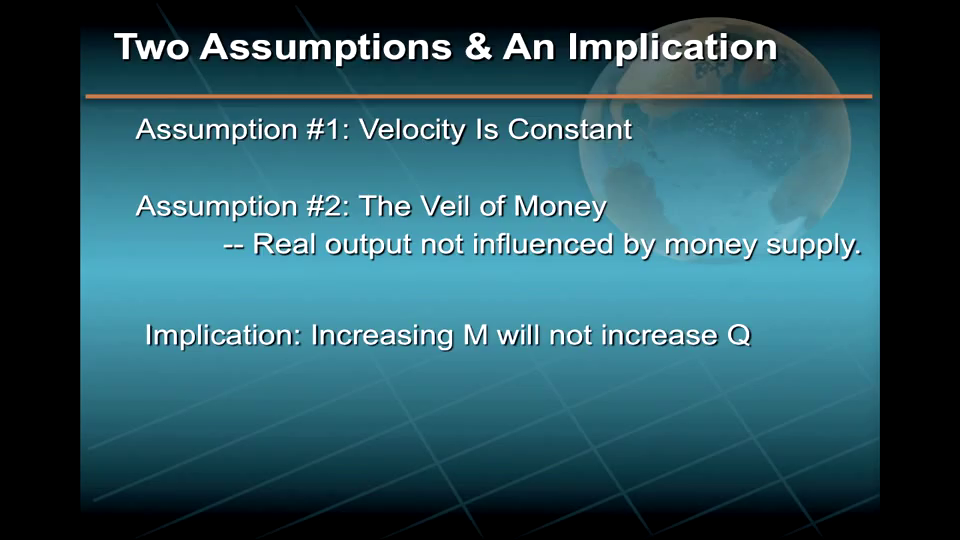 Two Assumptions & An Implication
Assumption #1: Velocity Is Constant
Assumption #2: The Veil of Money
-- Real output not influenced by money supply.
Implication: Increasing M will not increase Q